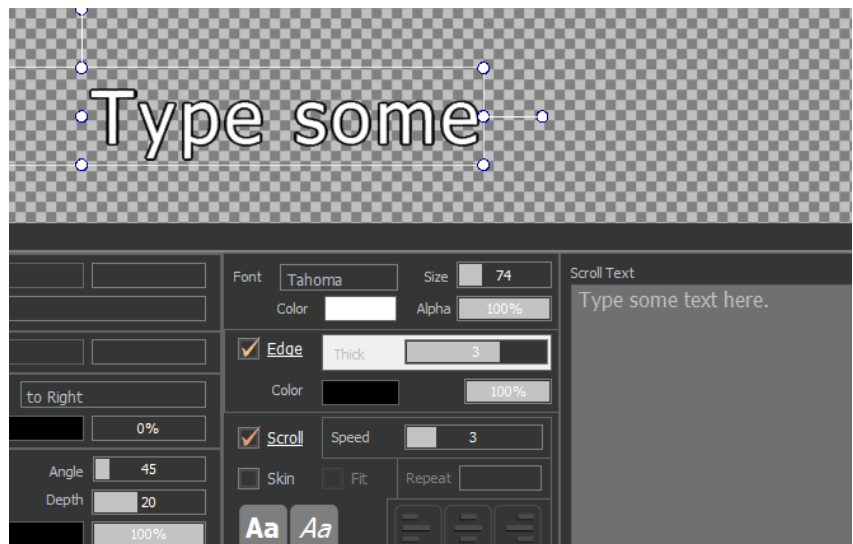 Type some
Font Tahoma Size 74
Color Alpha 100%
Edge Thick 3
Color 100%
to Right
0%
Scroll Speed 3
Angle 45
Skin Fit Repeat
Depth 20
100%
Aa Aa
Scroll Text
Type some text here.